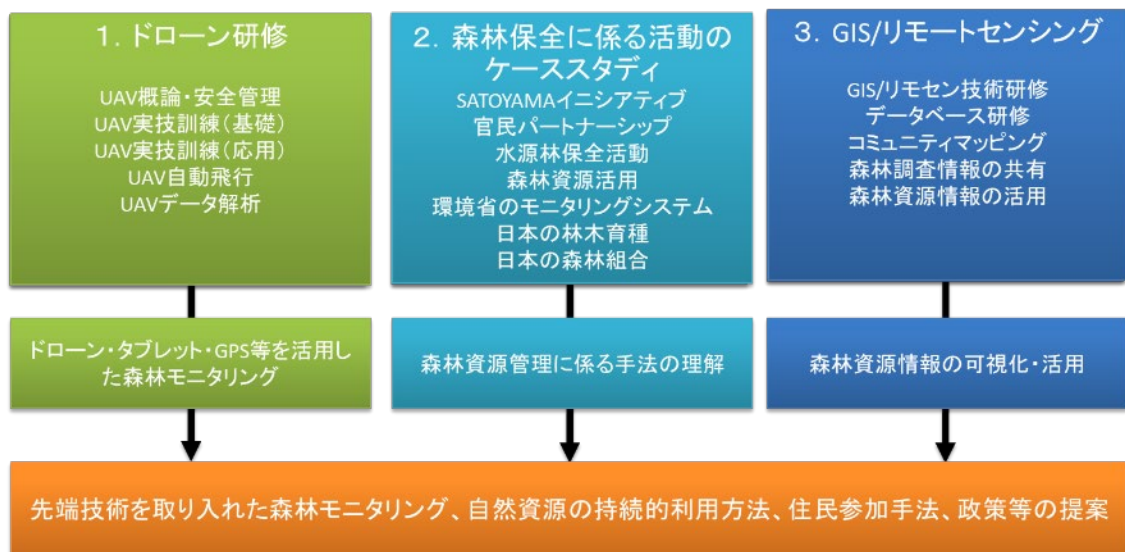 1. ドローン研修
UAV概論・安全管理
UAV実技訓練(基礎)
UAV実技訓練(応用)
UAV自動飛行
UAVデータ解析
2. 森林保全に係る活動の
ケーススタディ
SATOYAMAイニシアティブ
官民パートナーシップ
水源林保全活動
森林資源活用
環境省のモニタリングシステム
日本の林木育種
日本の森林組合
3. GIS/リモートセンシング
GIS/リモセン技術研修
データベース研修
コミュニティマッピング
森林調査情報の共有
森林資源情報の活用
ドローン・タブレット・GPS等を活用し
た森林モニタリング
森林資源管理に係る手法の理解
森林資源情報の可視化・活用
先端技術を取り入れた森林モニタリング、自然資源の持続的利用方法、住民参加手法、政策等の提案